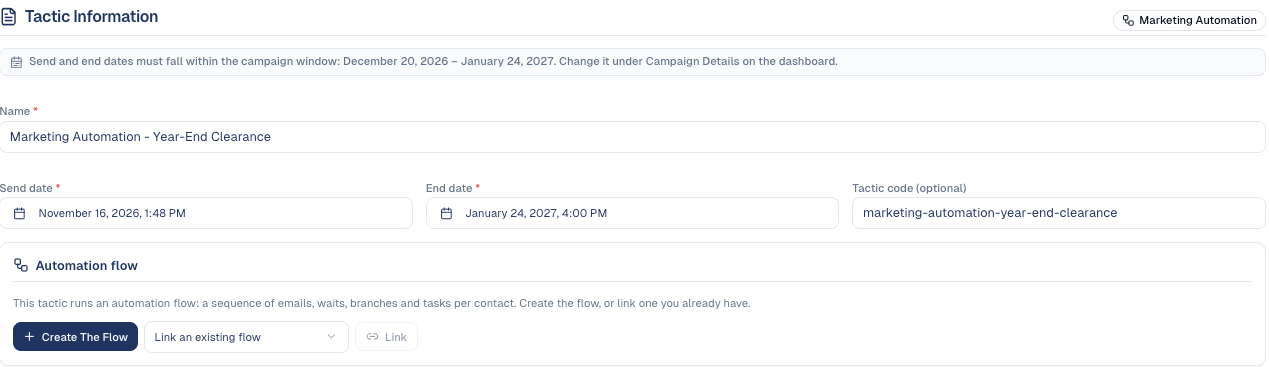 Tactic Information
Marketing Automation
Send and end dates must fall within the campaign window: December 20, 2026 – January 24, 2027. Change it under Campaign Details on the dashboard.
Name *
Marketing Automation - Year-End Clearance
Send date *
End date *
Tactic code (optional)
November 16, 2026, 1:48 PM
January 24, 2027, 4:00 PM
marketing-automation-year-end-clearance
Automation flow
This tactic runs an automation flow: a sequence of emails, waits, branches and tasks per contact. Create the flow, or link one you already have.
+ Create The Flow
Link an existing flow
Link